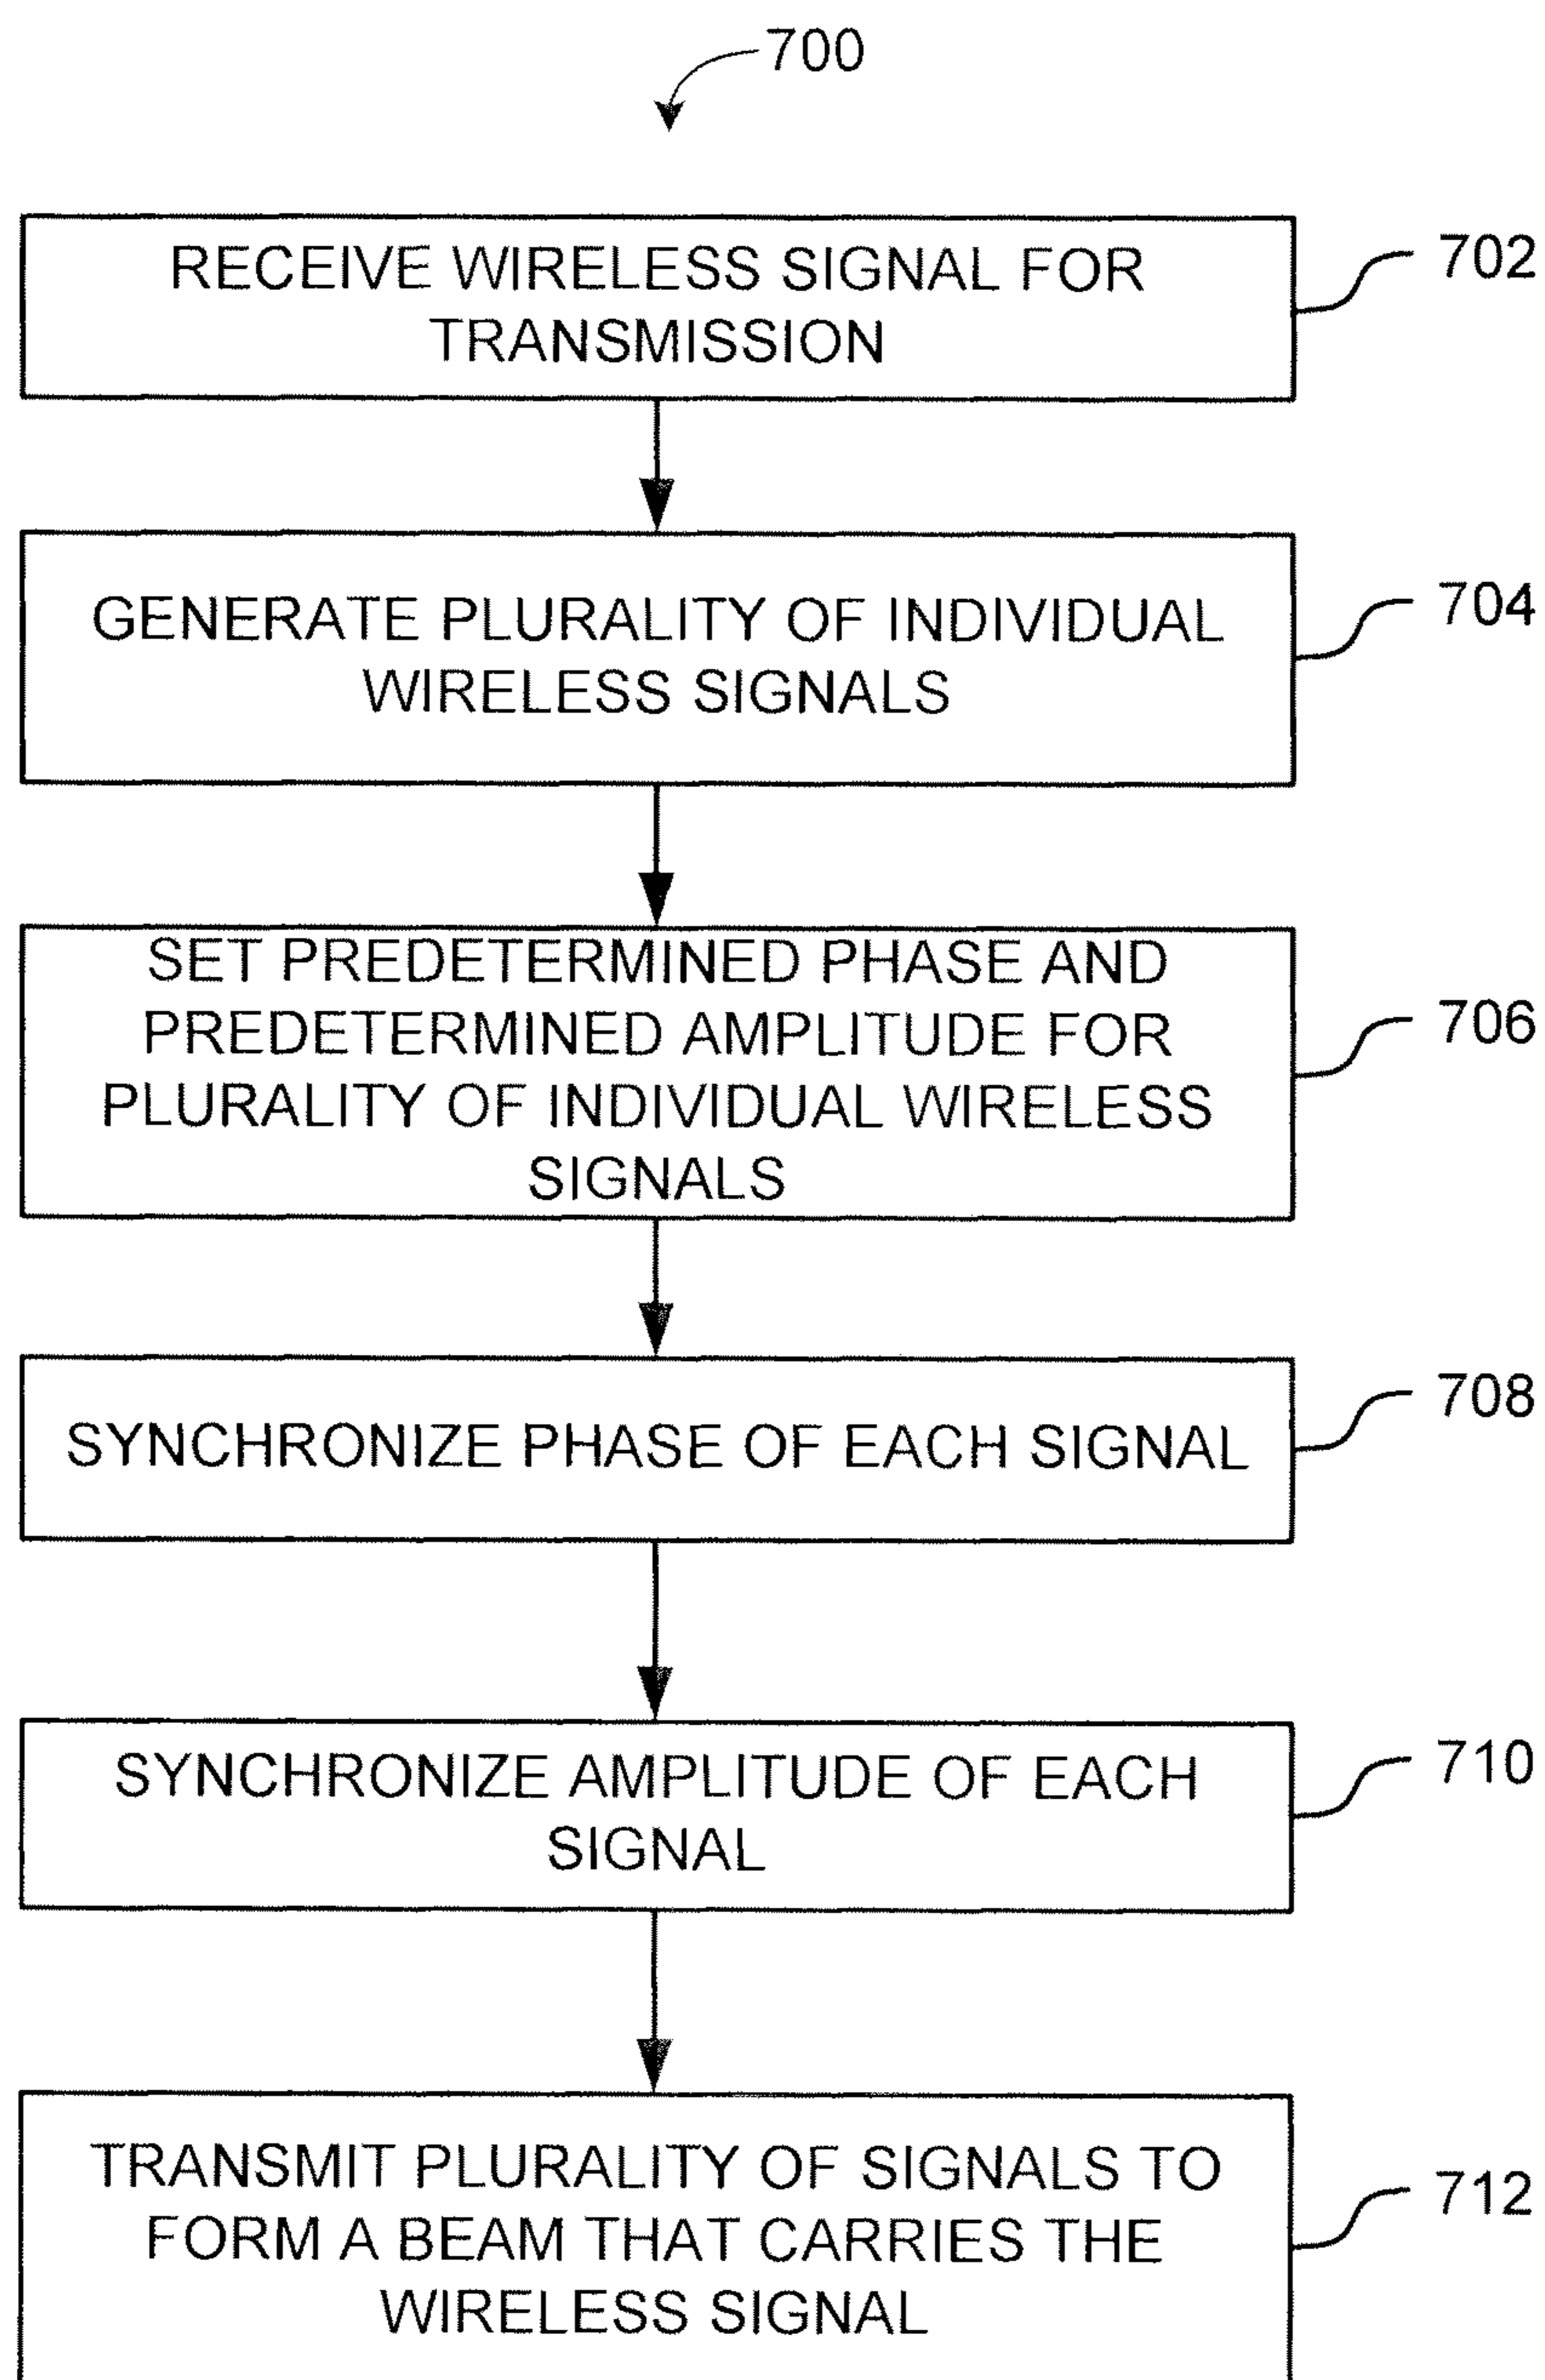 700
RECEIVE WIRELESS SIGNAL FOR
TRANSMISSION
702
GENERATE PLURALITY OF INDIVIDUAL
WIRELESS SIGNALS
704
SET PREDETERMINED PHASE AND
PREDETERMINED AMPLITUDE FOR
PLURALITY OF INDIVIDUAL WIRELESS
SIGNALS
706
SYNCHRONIZE PHASE OF EACH SIGNAL
708
SYNCHRONIZE AMPLITUDE OF EACH
SIGNAL
710
TRANSMIT PLURALITY OF SIGNALS TO
FORM A BEAM THAT CARRIES THE
WIRELESS SIGNAL
712